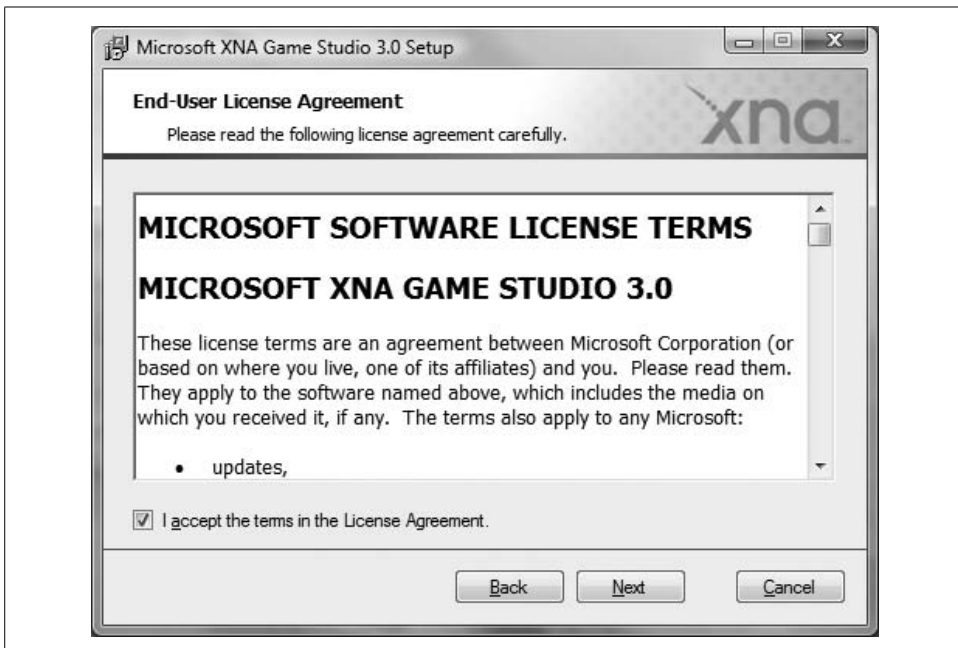 Microsoft XNA Game Studio 3.0 Setup
End-User License Agreement
Please read the following license agreement carefully.
xna
MICROSOFT SOFTWARE LICENSE TERMS
MICROSOFT XNA GAME STUDIO 3.0
These license terms are an agreement between Microsoft Corporation (or
based on where you live, one of its affiliates) and you.  Please read them.
They apply to the software named above, which includes the media on
which you received it, if any.  The terms also apply to any Microsoft:
• updates,
I accept the terms in the License Agreement.
Back
Next
Cancel